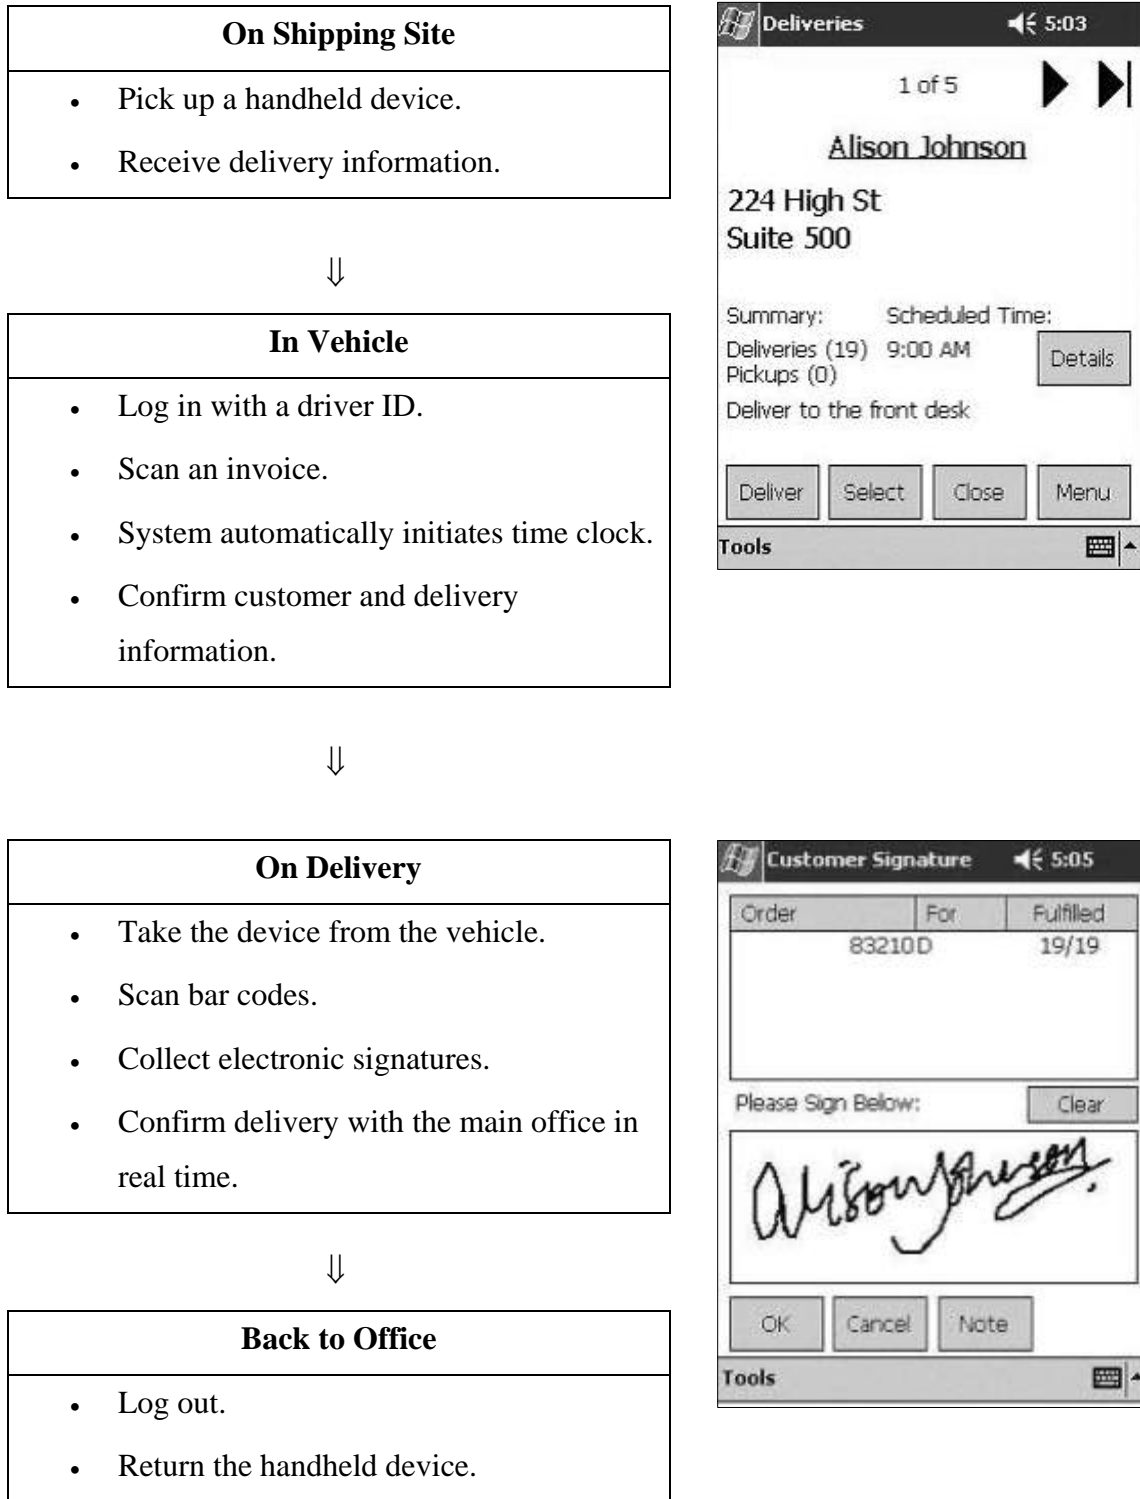 On Shipping Site
• Pick up a handheld device.
• Receive delivery information.
⇓
In Vehicle
• Log in with a driver ID.
• Scan an invoice.
• System automatically initiates time clock.
• Confirm customer and delivery
information.
⇓
On Delivery
• Take the device from the vehicle.
• Scan bar codes.
• Collect electronic signatures.
• Confirm delivery with the main office in
real time.
⇓
Back to Office
• Log out.
• Return the handheld device.
Deliveries 5:03
1 of 5
Alison Johnson
224 High St
Suite 500
Summary: Scheduled Time:
Deliveries (19) 9:00 AM Details
Pickups (0)
Deliver to the front desk
Deliver Select Close Menu
Tools
Customer Signature 5:05
Order For Fulfilled
83210D 19/19
Please Sign Below: Clear
Alison Johnson
OK Cancel Note
Tools